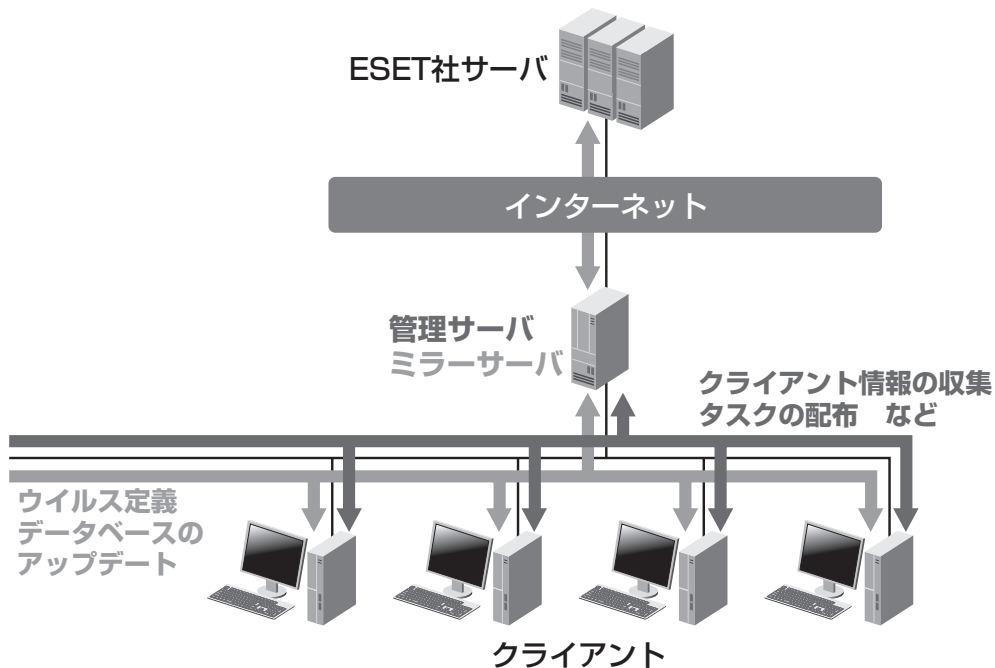 ESET社サーバ
インターネット
管理サーバ
ミラーサーバ
クライアント情報の収集
タスクの配布　など
ウイルス定義
データベースの
アップデート
クライアント